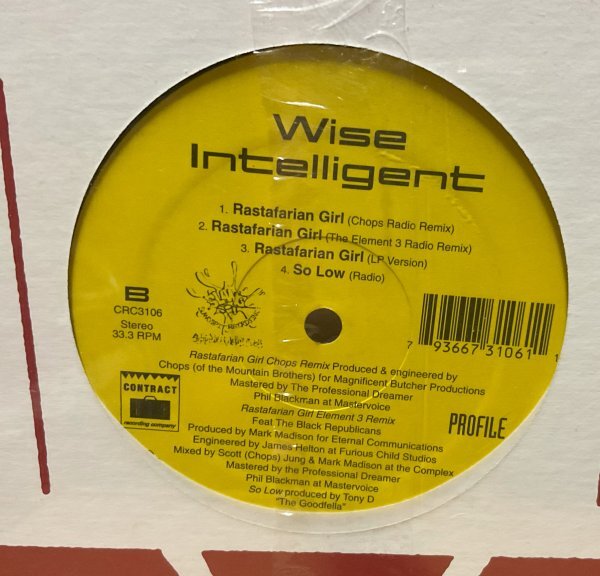 Wise
Intelligent
1. Rastafarian Girl (Chops Radio Remix)
2. Rastafarian Girl (The Element 3 Radio Remix)
3. Rastafarian Girl (LP Version)
4. So Low (Radio)
B
CRC3106
Stereo
33.3 RPM
7 93667 31061 1
Rastafarian Girl Chops Remix Produced & engineered by
Chops (of the Mountain Brothers) for Magnificent Butcher Productions
Mastered by The Professional Dreamer
Phil Blackman at Mastervoice
Rastafarian Girl Element 3 Remix
Feat The Black Republicans
Produced by Mark Madison for Eternal Communications
Engineered by James Helton at Furious Child Studios
Mixed by Scott (Chops) Jung & Mark Madison at the Complex
Mastered by the Professional Dreamer
Phil Blackman at Mastervoice
So Low produced by Tony D
"The Goodfella"
CONTRACT
recording company
PROFILE